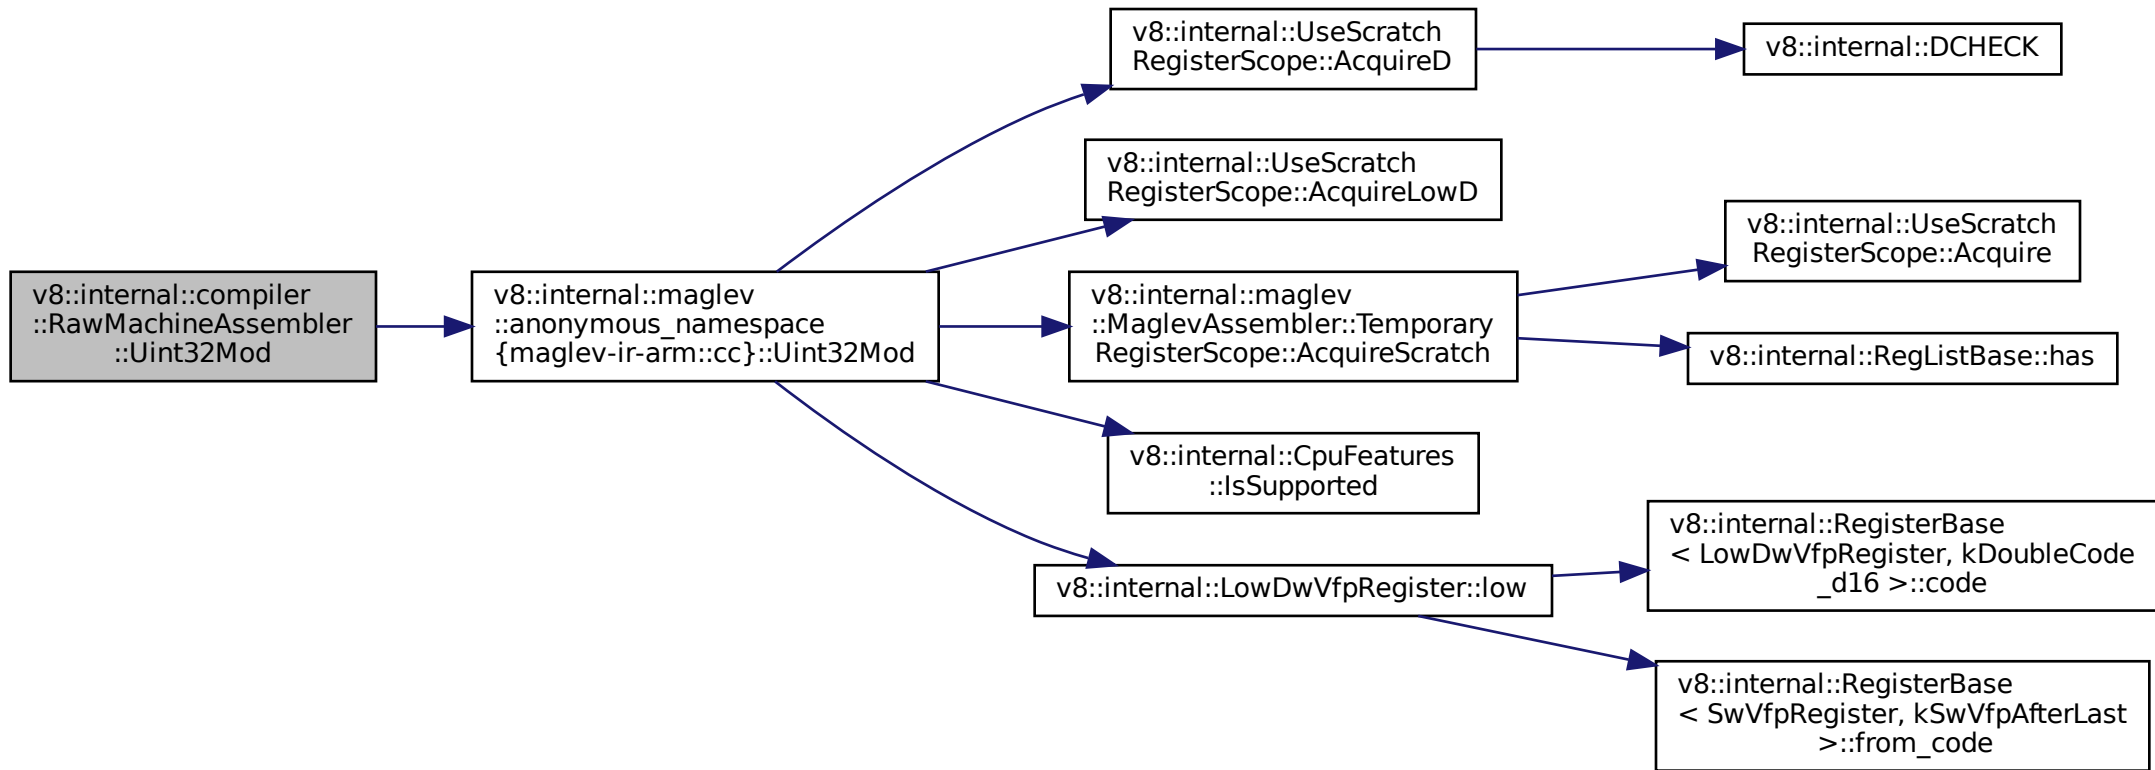 v8::internal::compiler
::RawMachineAssembler
::Uint32Mod
v8::internal::maglev
::anonymous_namespace
{maglev-ir-arm::cc}::Uint32Mod
v8::internal::UseScratch
RegisterScope::AcquireD
v8::internal::DCHECK
v8::internal::UseScratch
RegisterScope::AcquireLowD
v8::internal::maglev
::MaglevAssembler::Temporary
RegisterScope::AcquireScratch
v8::internal::UseScratch
RegisterScope::Acquire
v8::internal::RegListBase::has
v8::internal::CpuFeatures
::IsSupported
v8::internal::LowDwVfpRegister::low
v8::internal::RegisterBase
< LowDwVfpRegister, kDoubleCode
_d16 >::code
v8::internal::RegisterBase
< SwVfpRegister, kSwVfpAfterLast
>::from_code